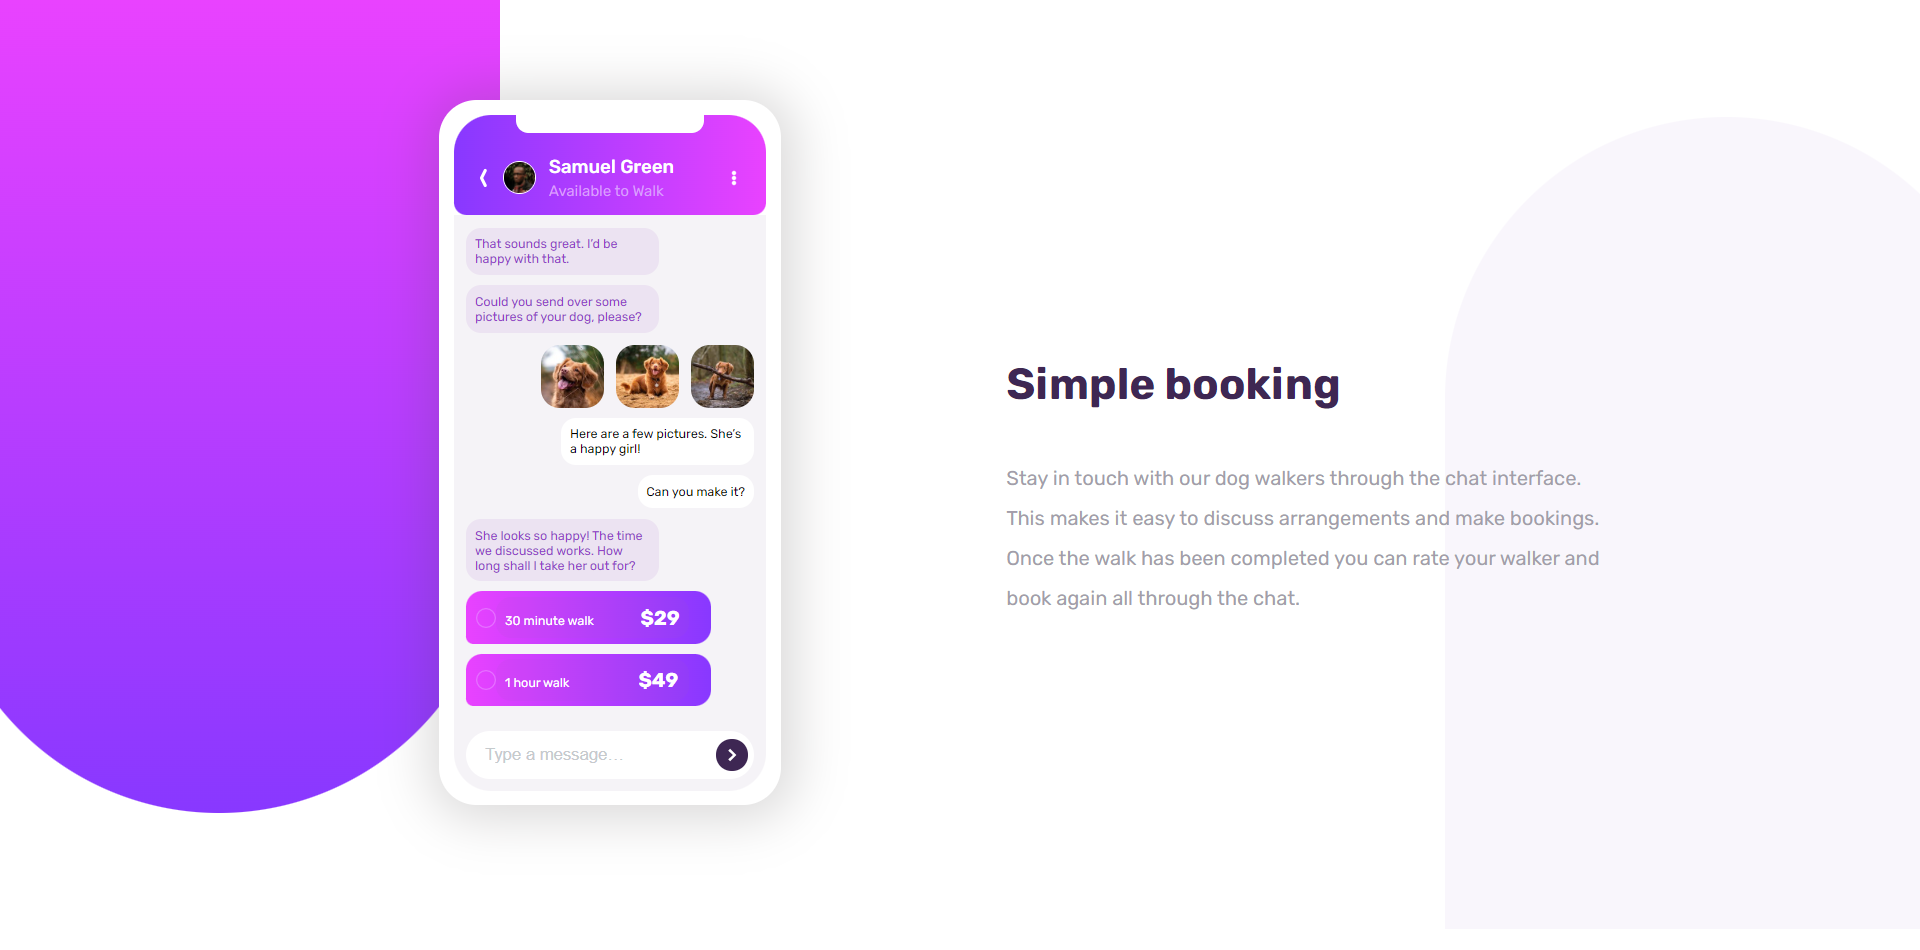 Samuel Green
Available to Walk
That sounds great. I’d be
happy with that.
Could you send over some
pictures of your dog, please?
Here are a few pictures. She’s
a happy girl!
Can you make it?
She looks so happy! The time
we discussed works. How
long shall I take her out for?
30 minute walk $29
1 hour walk $49
Type a message…
Simple booking
Stay in touch with our dog walkers through the chat interface.
This makes it easy to discuss arrangements and make bookings.
Once the walk has been completed you can rate your walker and
book again all through the chat.